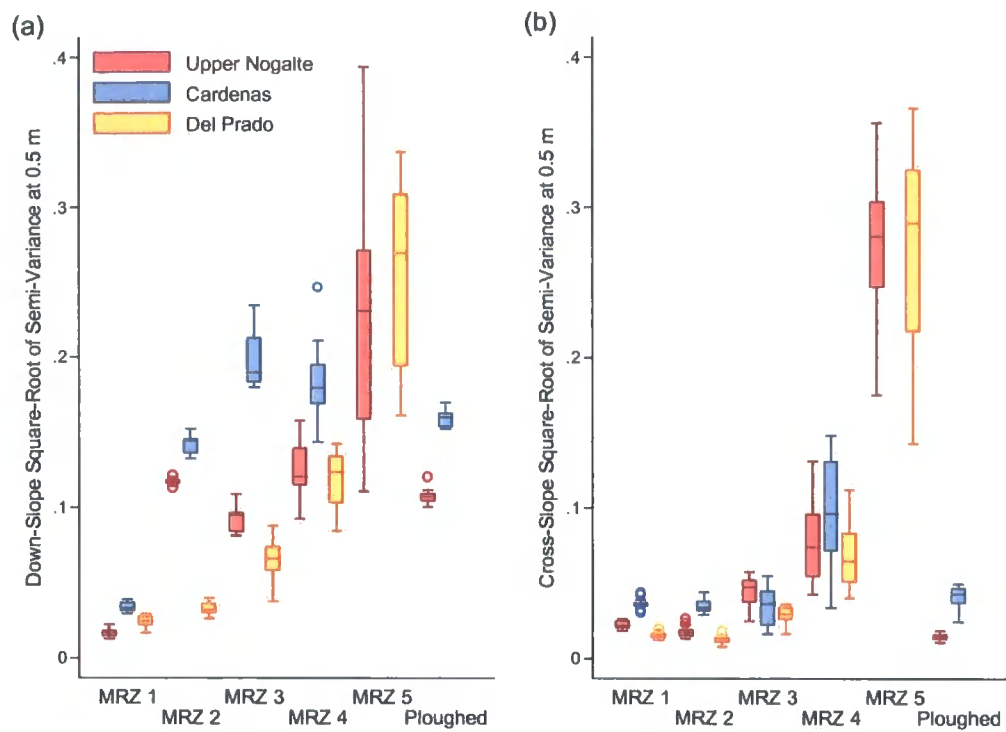 (a)
Down-Slope Square-Root of Semi-Variance at 0.5 m
.4
.3
.2
.1
0
Upper Nogalte
Cardenas
Del Prado
MRZ 1
MRZ 2
MRZ 3
MRZ 4
MRZ 5
Ploughed
(b)
Cross-Slope Square-Root of Semi-Variance at 0.5 m
.4
.3
.2
.1
0
MRZ 1
MRZ 2
MRZ 3
MRZ 4
MRZ 5
Ploughed